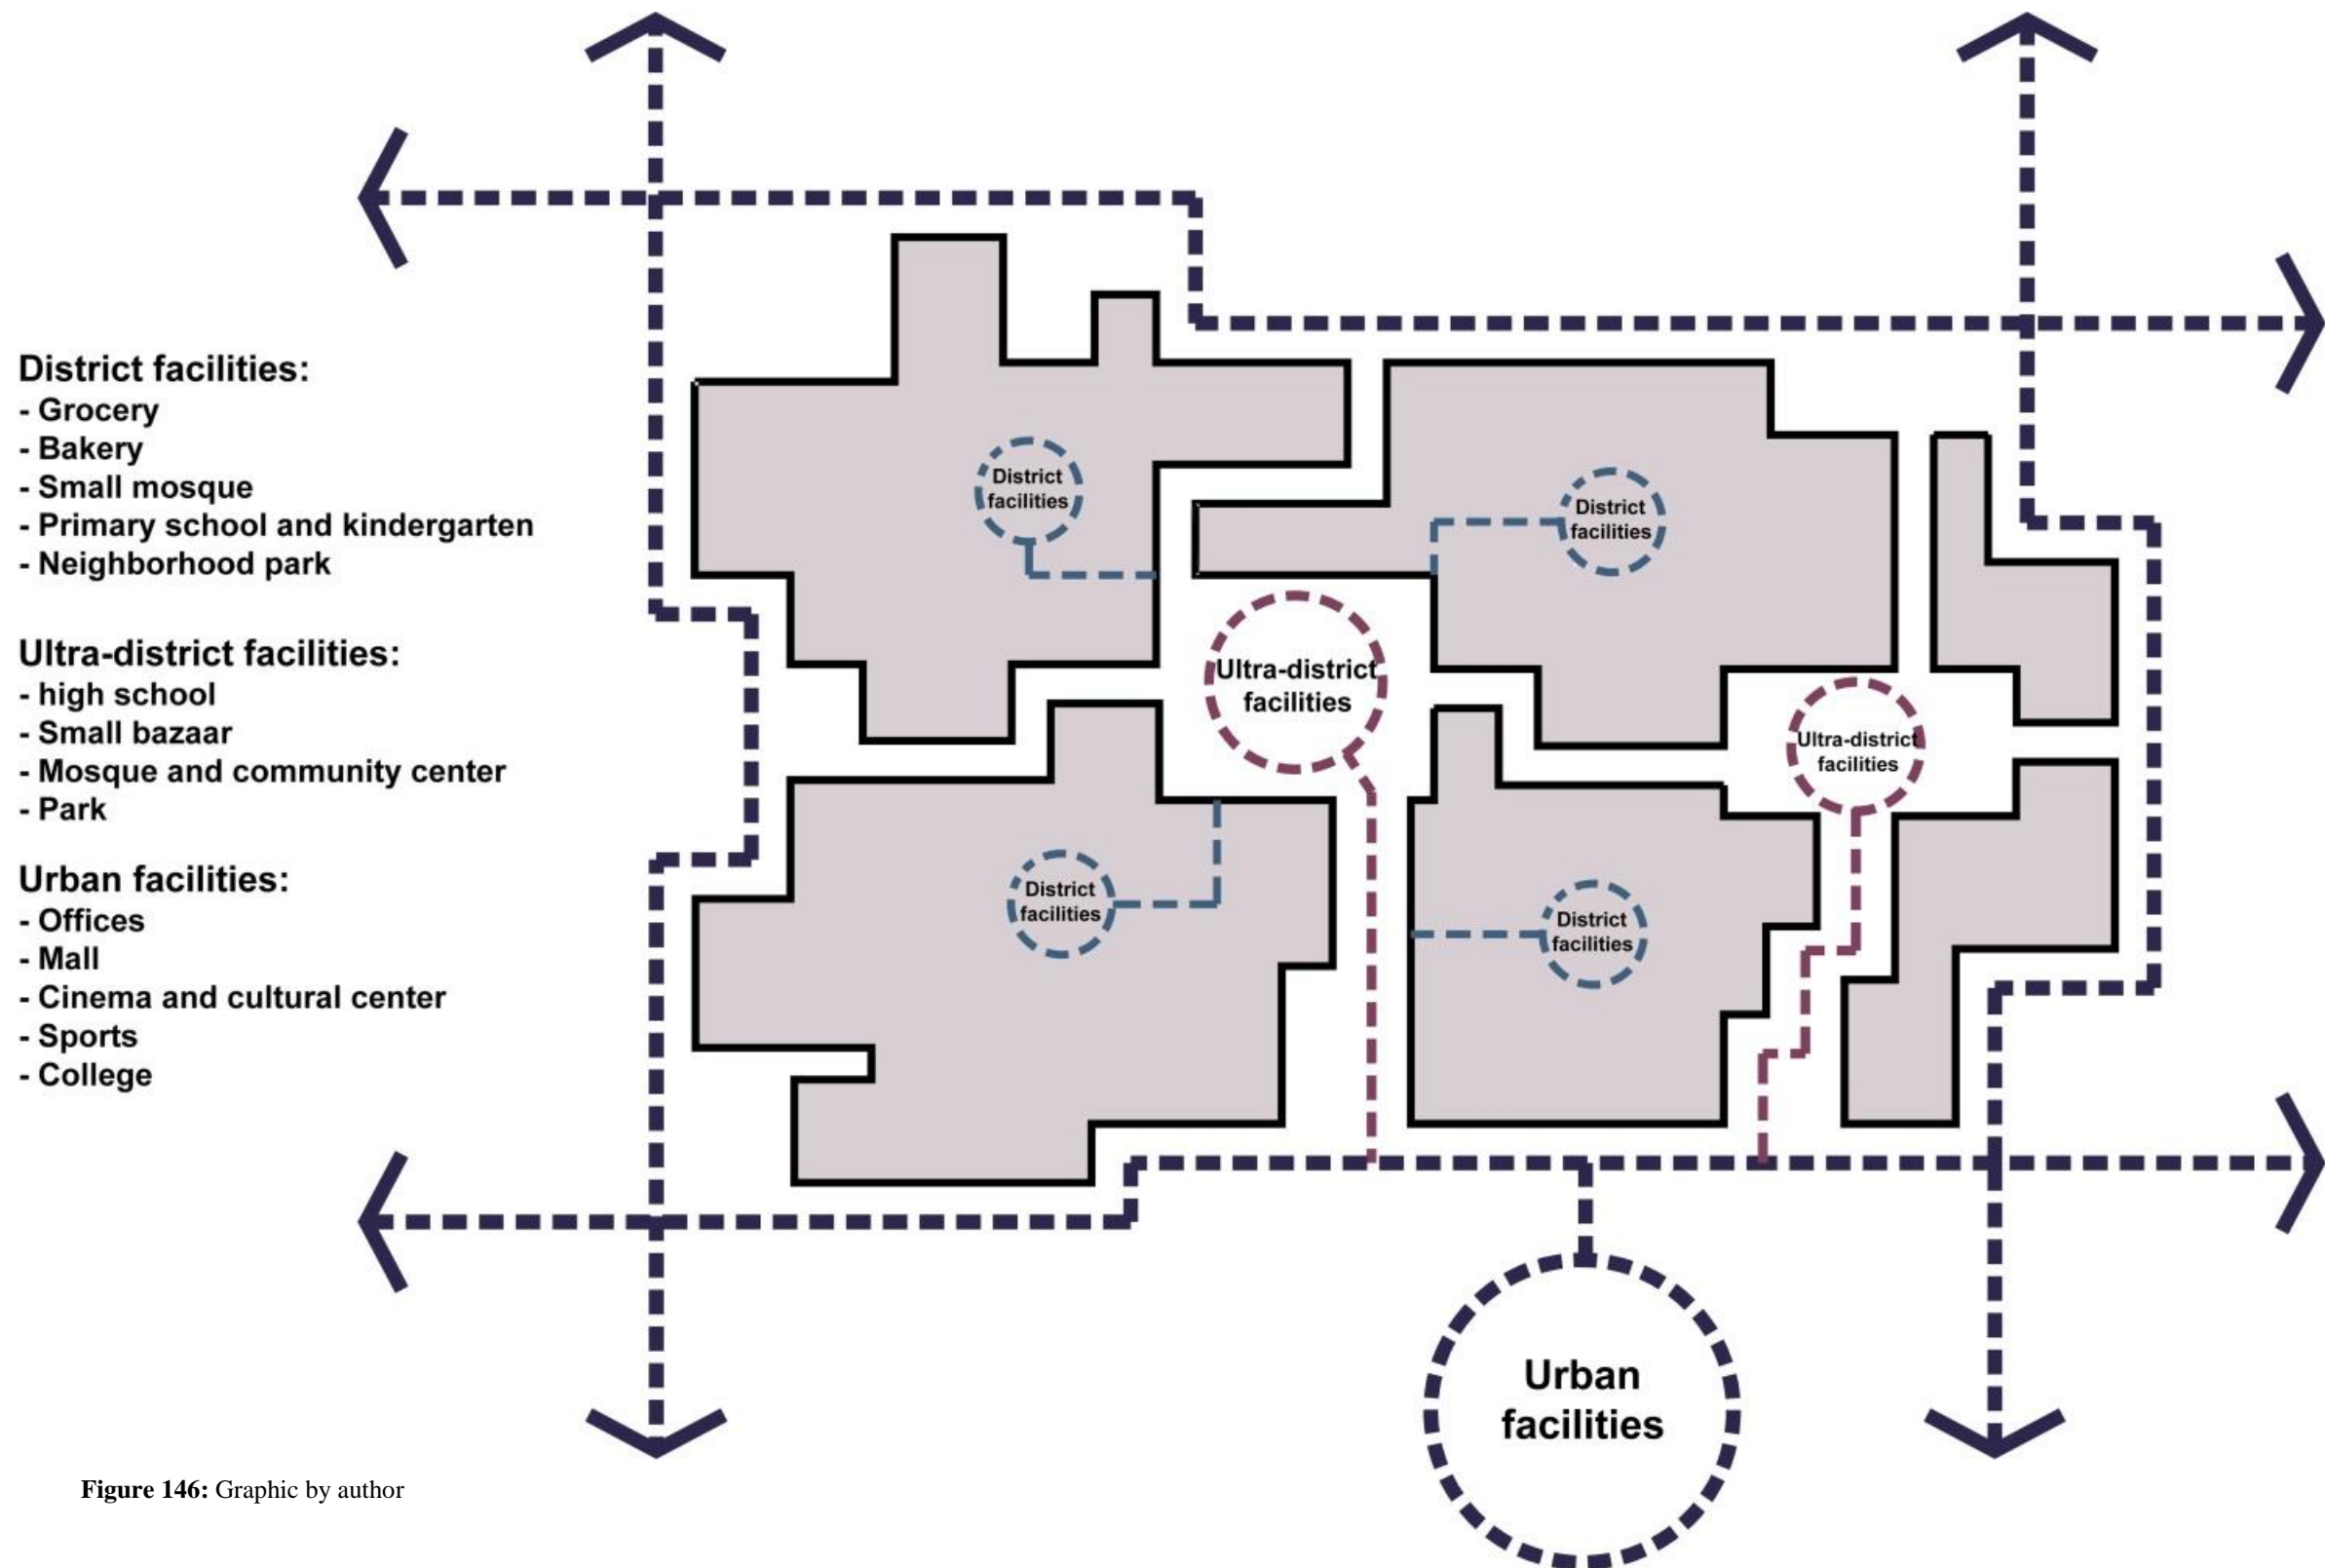 District facilities:
- Grocery
- Bakery
- Small mosque
- Primary school and kindergarten
- Neighborhood park
Ultra-district facilities:
- high school
- Small bazaar
- Mosque and community center
- Park
Urban facilities:
- Offices
- Mall
- Cinema and cultural center
- Sports
- College
District
facilities
District
facilities
Ultra-district
facilities
Ultra-district
facilities
District
facilities
District
facilities
Urban
facilities
Figure 146: Graphic by author